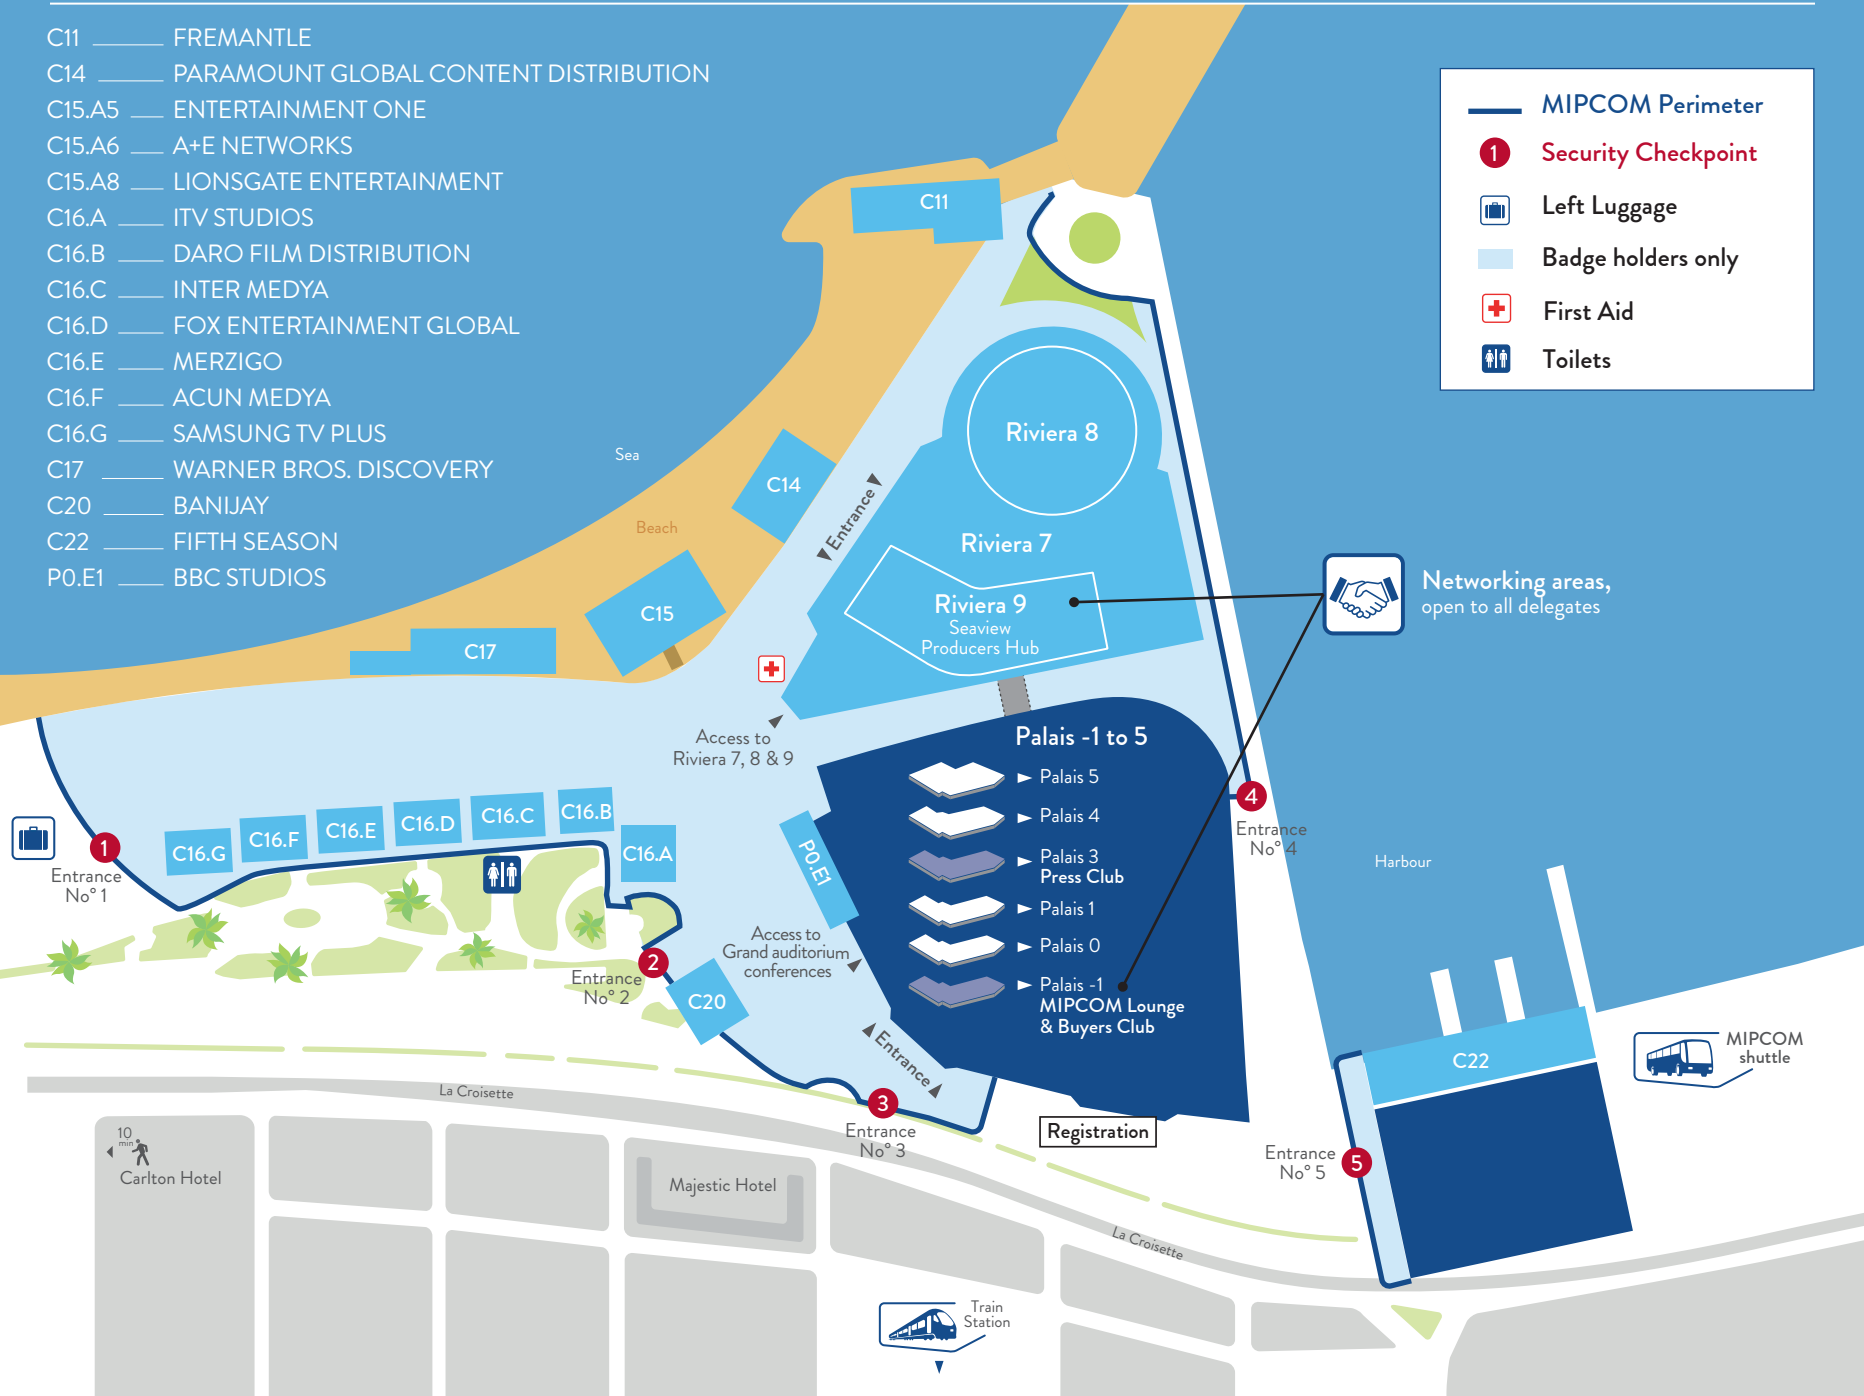 C11 FREMANTLE
C14 PARAMOUNT GLOBAL CONTENT DISTRIBUTION
C15.A5 ENTERTAINMENT ONE
C15.A6 A+E NETWORKS
C15.A8 LIONSGATE ENTERTAINMENT
C16.A ITV STUDIOS
C16.B DARO FILM DISTRIBUTION
C16.C INTER MEDYA
C16.D FOX ENTERTAINMENT GLOBAL
C16.E MERZIGO
C16.F ACUN MEDYA
C16.G SAMSUNG TV PLUS
C17 WARNER BROS. DISCOVERY
C20 BANIJAY
C22 FIFTH SEASON
P0.E1 BBC STUDIOS
MIPCOM Perimeter
1 Security Checkpoint
Left Luggage
Badge holders only
First Aid
Toilets
C11
Riviera 8
Sea
C14
Entrance
Beach
Riviera 7
Riviera 9
Seaview
Producers Hub
Networking areas,
open to all delegates
C15
C17
Access to
Riviera 7, 8 & 9
Palais -1 to 5
Palais 5
Palais 4
Palais 3
Press Club
Palais 1
Palais 0
Palais -1
MIPCOM Lounge
& Buyers Club
4
Entrance
No° 4
Harbour
C16.G
C16.F
C16.E
C16.D
C16.C
C16.B
C16.A
P0.E1
1
Entrance
No° 1
Access to
Grand auditorium
conferences
2
Entrance
No° 2
C20
Entrance
3
Entrance
No° 3
Registration
C22
MIPCOM
shuttle
5
Entrance
No° 5
La Croisette
10
min
Carlton Hotel
Majestic Hotel
La Croisette
Train
Station